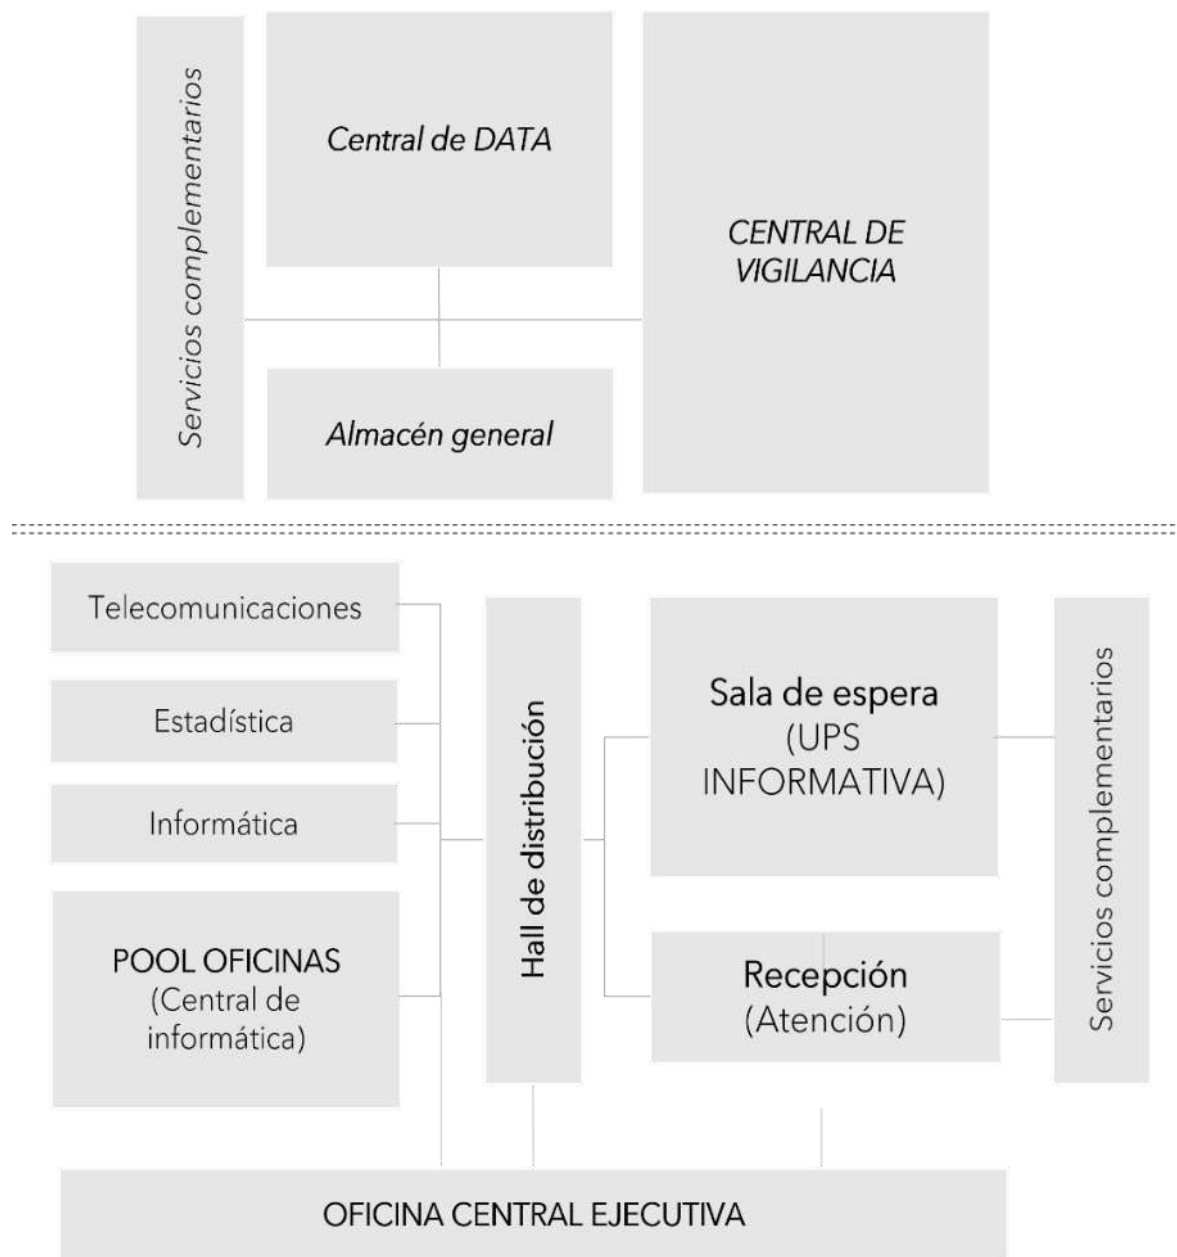 Servicios complementarios
Central de DATA
CENTRAL DE
VIGILANCIA
Almacén general
Telecomunicaciones
Estadística
Informática
POOL OFICINAS
(Central de
informática)
Hall de distribución
Sala de espera
(UPS
INFORMATIVA)
Recepción
(Atención)
Servicios complementarios
OFICINA CENTRAL EJECUTIVA